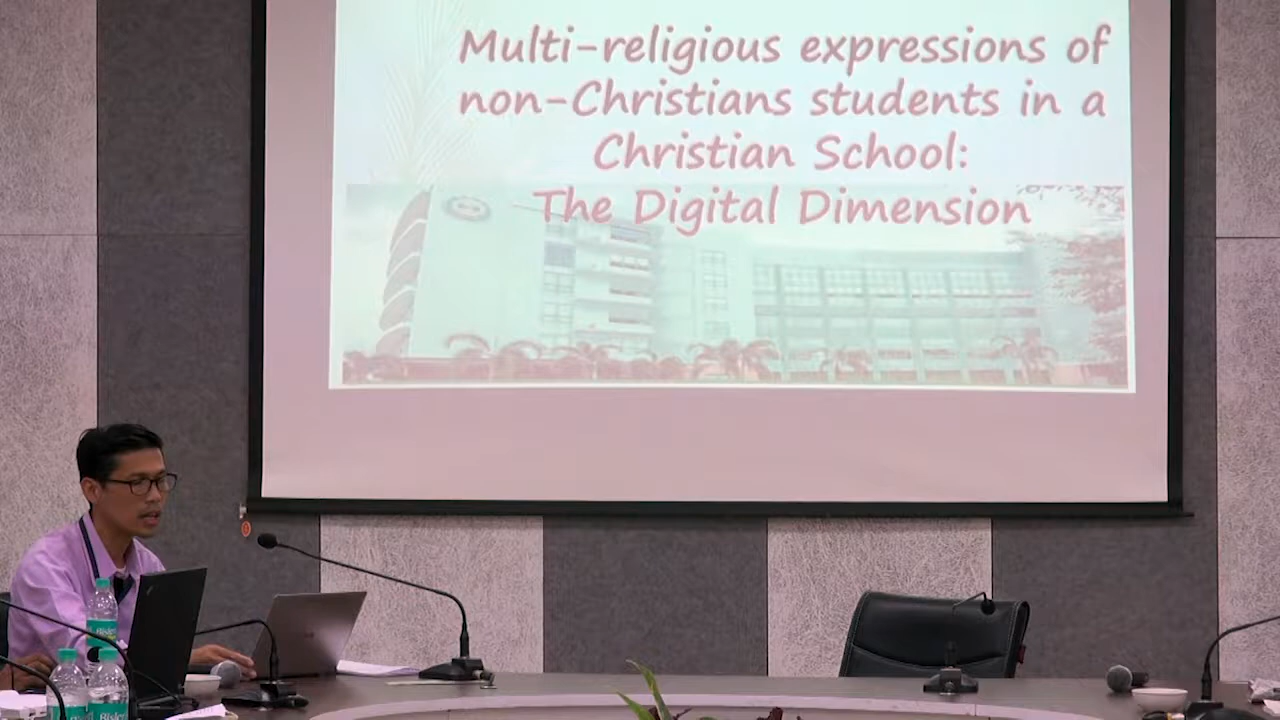 Multi-religious expressions of
non-Christians students in a
Christian School:
The Digital Dimension